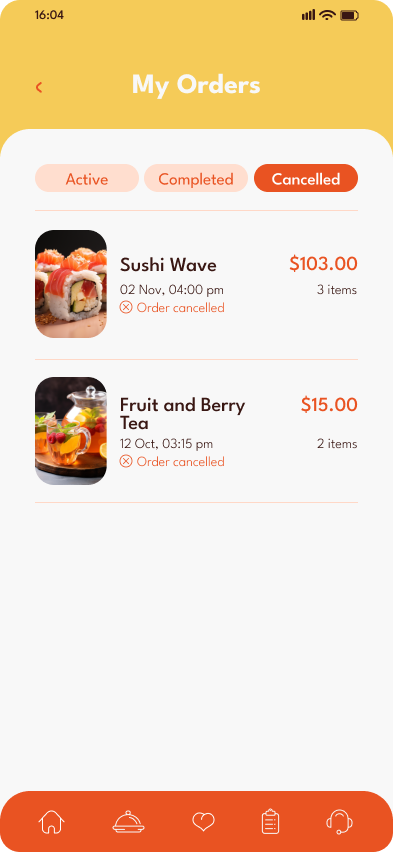 16:04
My Orders
Active
Completed
Cancelled
Sushi Wave
$103.00
02 Nov, 04:00 pm
3 items
Order cancelled
Fruit and Berry
Tea
$15.00
12 Oct, 03:15 pm
2 items
Order cancelled